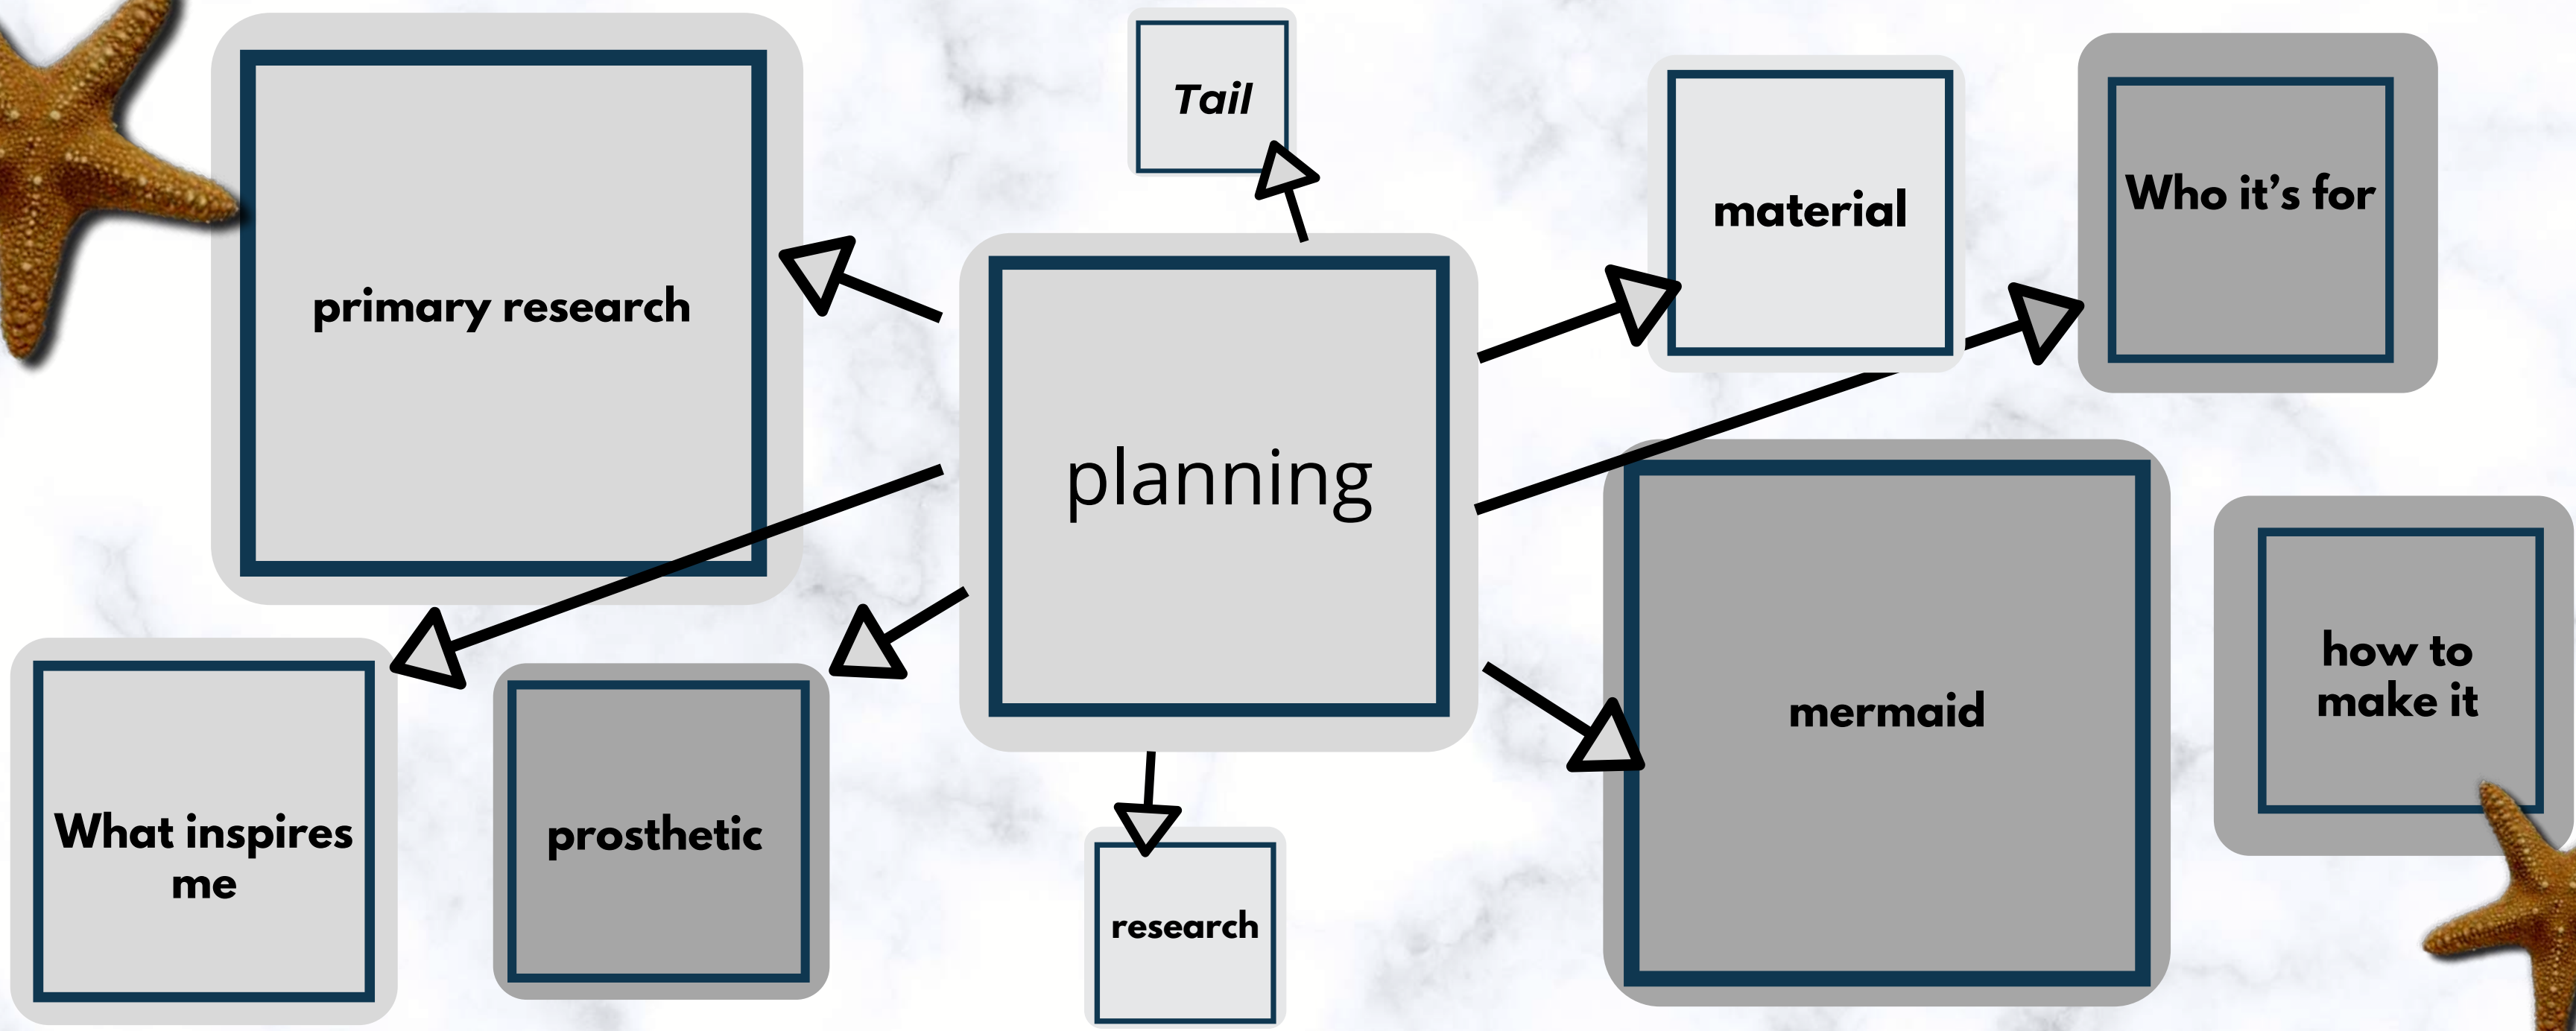 Tail
material
Who it's for
primary research
planning
how to
make it
mermaid
What inspires
me
prosthetic
research